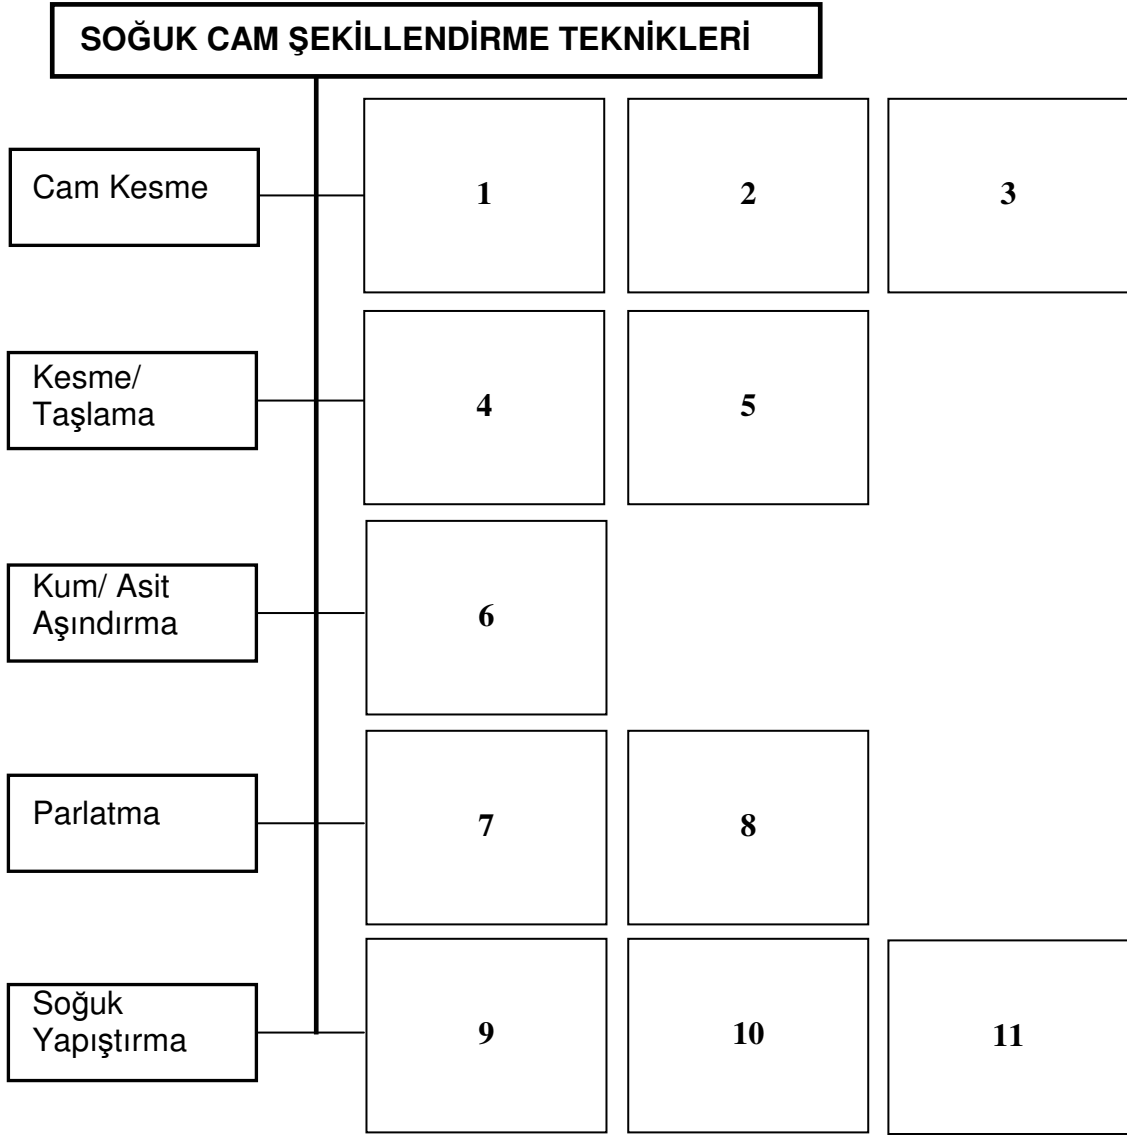 SOĞUK CAM ŞEKİLLENDİRME TEKNİKLERİ
Cam Kesme
1
2
3
Kesme/
Taşlama
4
5
Kum/ Asit
Aşındırma
6
Parlatma
7
8
Soğuk
Yapıştırma
9
10
11